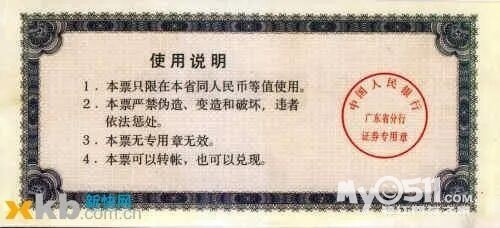 使用说明
1．本票只限在本省同人民币等值使用。
2．本票严禁伪造、变造和破坏，违者
依法惩处。
3．本票无专用章无效。
4．本票可以转帐，也可以兑现。
中国人民银行
广东省分行
证券专用章
新快网
xkb.com.cn
My0511.com